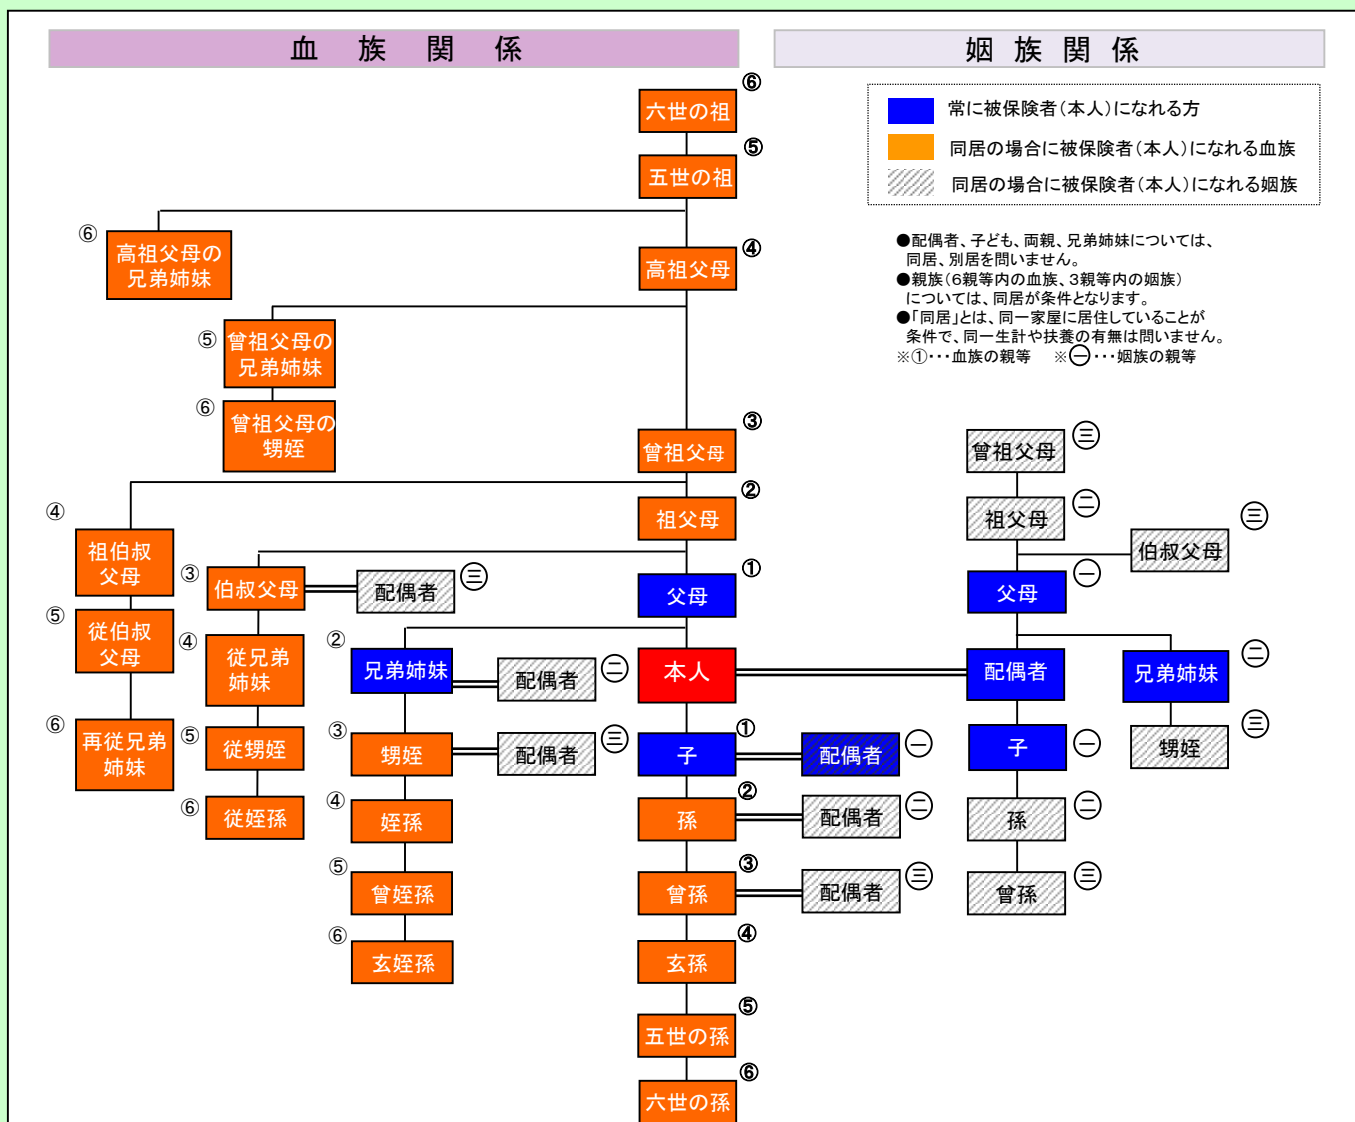 血族関係
姻族関係
⑥
六世の祖
常に被保険者(本人)になれる方
同居の場合に被保険者(本人)になれる血族
同居の場合に被保険者(本人)になれる姻族
⑤
五世の祖
⑥
高祖父母の
兄弟姉妹
④
高祖父母
●配偶者、子ども、両親、兄弟姉妹については、
同居、別居を問いません。
●親族(6親等内の血族、3親等内の姻族)
については、同居が条件となります。
●「同居」とは、同一家屋に居住していることが
条件で、同一生計や扶養の有無は問いません。
※①・・・血族の親等 ※㊀・・・姻族の親等
⑤
曾祖父母の
兄弟姉妹
⑥
曾祖父母の
甥姪
③
曾祖父母
㊂
曾祖父母
②
祖父母
㊁
祖父母
④
祖伯叔
父母
③
伯叔父母
㊂
配偶者
①
父母
㊀
父母
㊂
伯叔父母
⑤
従伯叔
父母
④
従兄弟
姉妹
②
兄弟姉妹
㊁
配偶者
本人
配偶者
㊁
兄弟姉妹
⑥
再従兄弟
姉妹
⑤
従甥姪
③
甥姪
㊂
配偶者
①
子
㊀
配偶者
㊀
子
㊂
甥姪
⑥
従姪孫
④
姪孫
②
孫
㊁
配偶者
㊁
孫
⑤
曾姪孫
③
曾孫
㊂
配偶者
㊂
曾孫
⑥
玄姪孫
④
玄孫
⑤
五世の孫
⑥
六世の孫